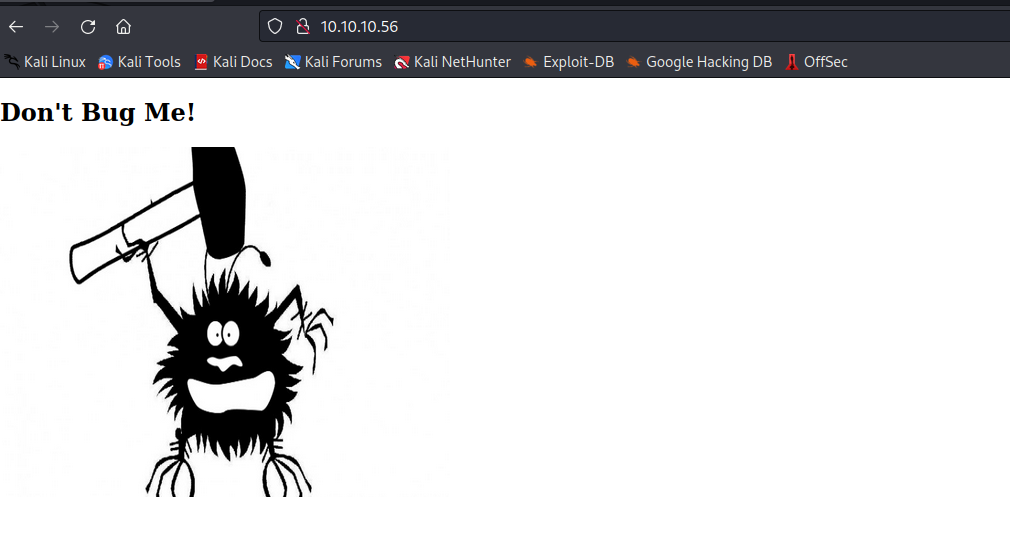 10.10.10.56
Kali Linux Kali Tools Kali Docs Kali Forums Kali NetHunter Exploit-DB Google Hacking DB OffSec
Don't Bug Me!